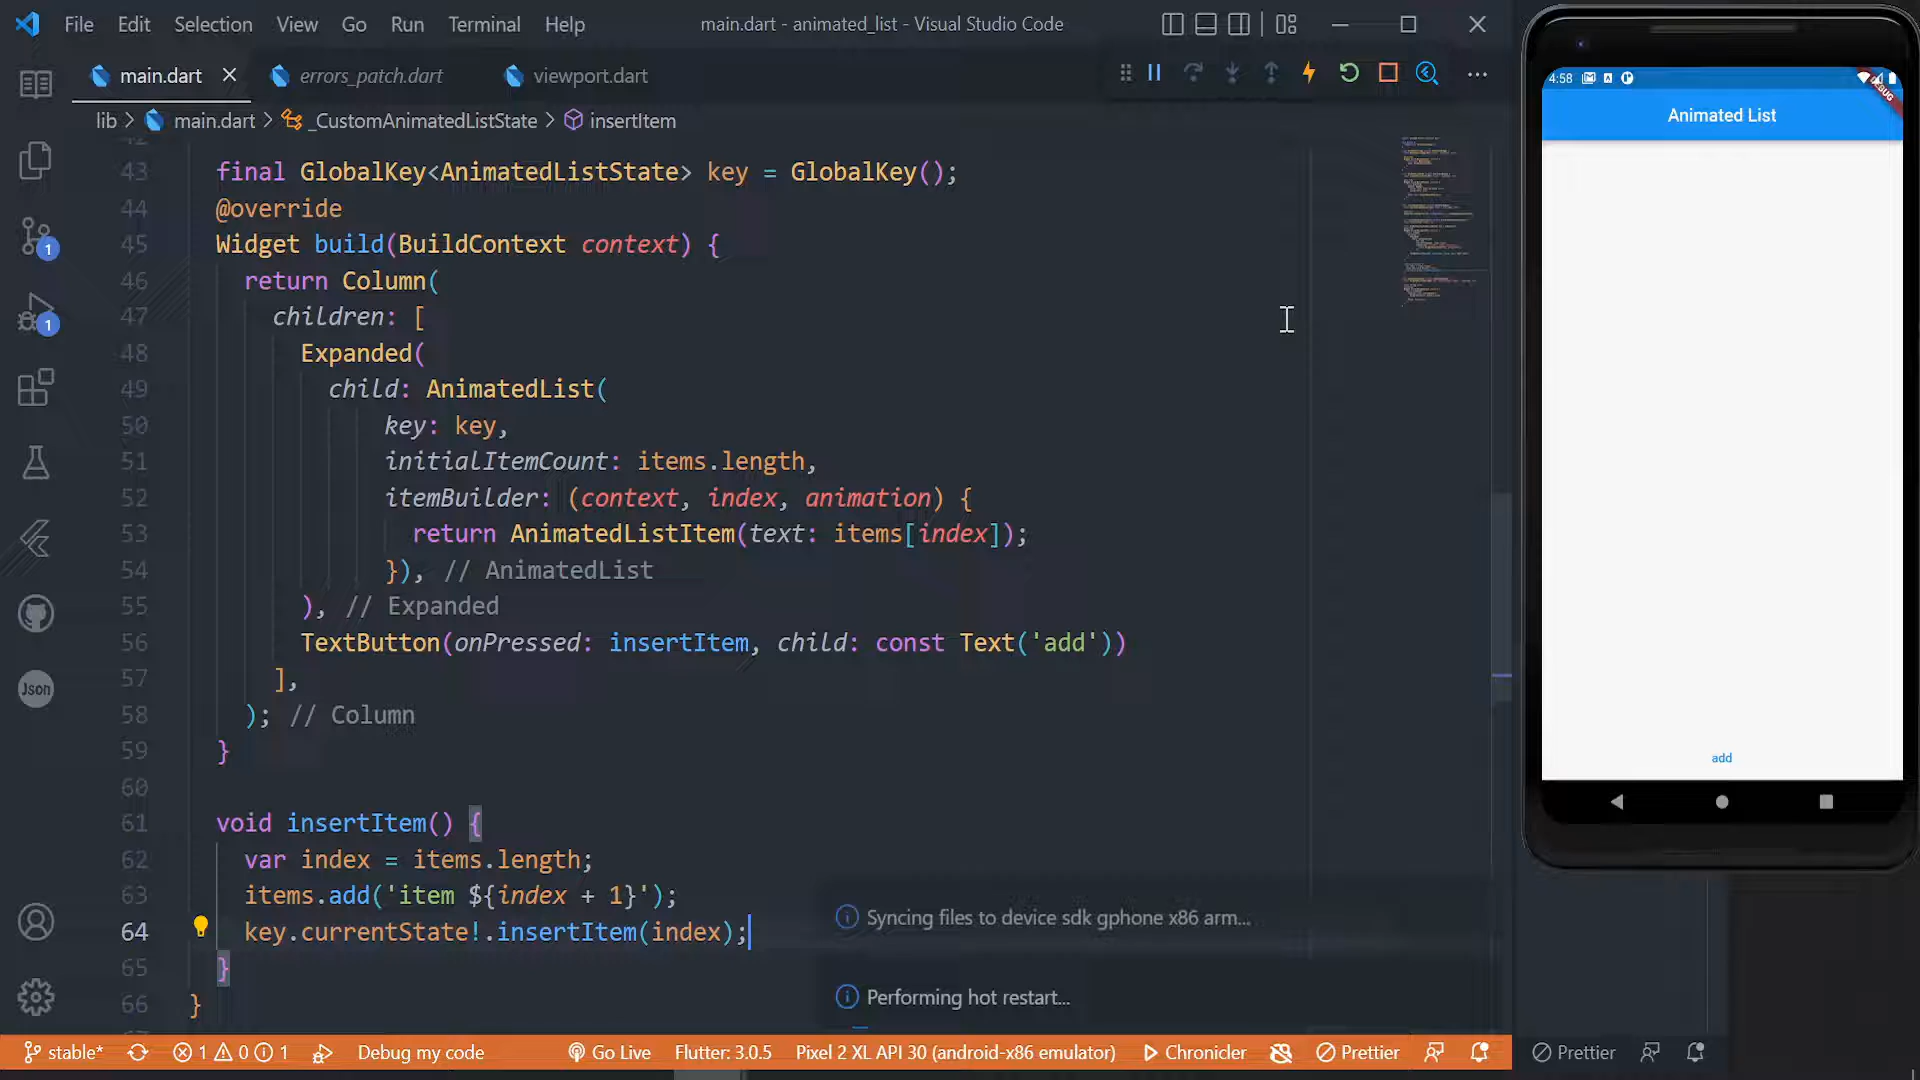 File Edit Selection View Go Run Terminal Help
main.dart - animated_list - Visual Studio Code
main.dart errors_patch.dart viewport.dart
lib > main.dart > _CustomAnimatedListState > insertItem
42
43 final GlobalKey<AnimatedListState> key = GlobalKey();
44 @override
45 Widget build(BuildContext context) {
46 return Column(
47 children: [
48 Expanded(
49 child: AnimatedList(
50 key: key,
51 initialItemCount: items.length,
52 itemBuilder: (context, index, animation) {
53 return AnimatedListItem(text: items[index]);
54 }), // AnimatedList
55 ), // Expanded
56 TextButton(onPressed: insertItem, child: const Text('add'))
57 ],
58 ); // Column
59 }
60
61 void insertItem() {
62 var index = items.length;
63 items.add('item ${index + 1}');
64 key.currentState!.insertItem(index);
65 }
66 }
1
1
Json
Syncing files to device sdk gphone x86 arm...
Performing hot restart...
stable* 1 0 1 Debug my code Go Live Flutter: 3.0.5 Pixel 2 XL API 30 (android-x86 emulator) Chronicler Prettier
Prettier
4:58
DEBUG
Animated List
add